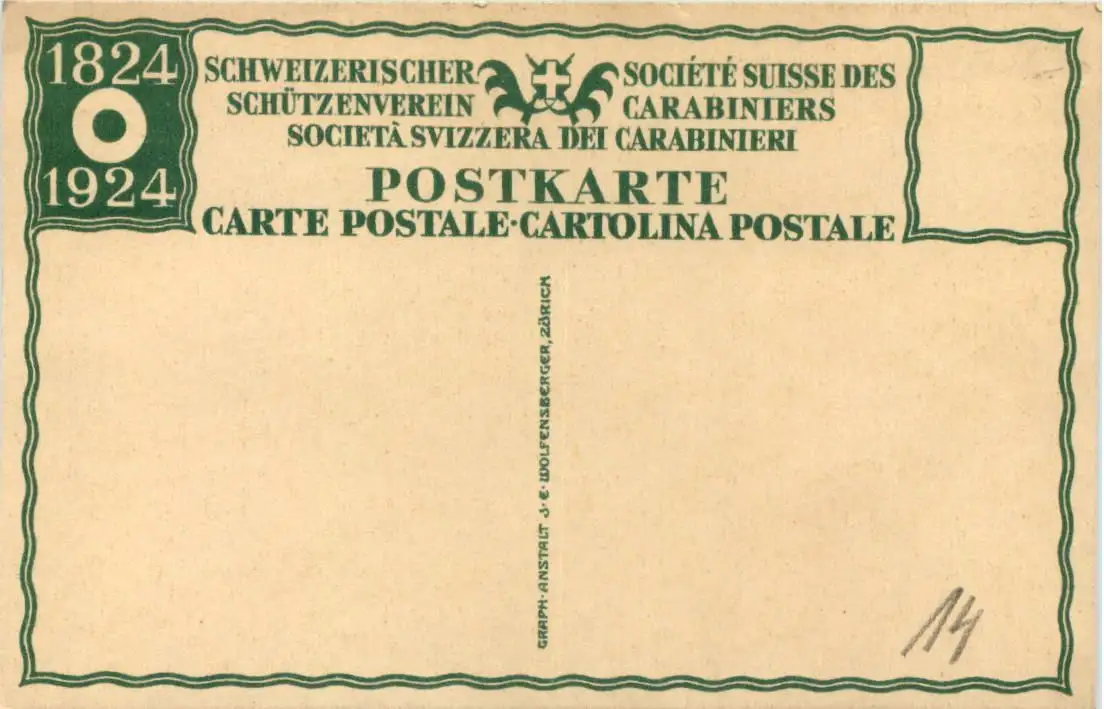 1824
1924
SCHWEIZERISCHER
SCHÜTZENVEREIN
SOCIÉTÉ SUISSE DES
CARABINIERS
SOCIETÀ SVIZZERA DEI CARABINIERI
POSTKARTE
CARTE POSTALE·CARTOLINA POSTALE
GRAPH·ANSTALT J·E·WOLFENSBERGER, ZÜRICH
14